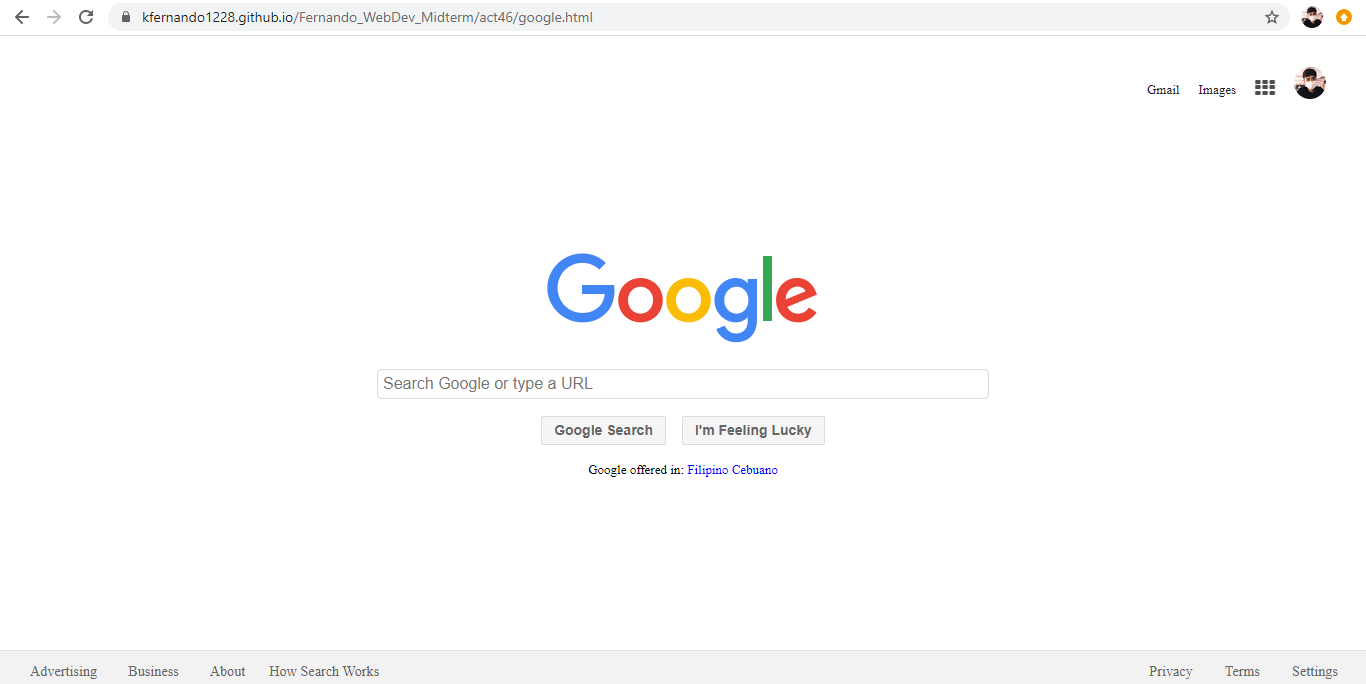 kfernando1228.github.io/Fernando_WebDev_Midterm/act46/google.html
Gmail Images
Google
Search Google or type a URL
Google Search I'm Feeling Lucky
Google offered in: Filipino Cebuano
Advertising Business About How Search Works Privacy Terms Settings